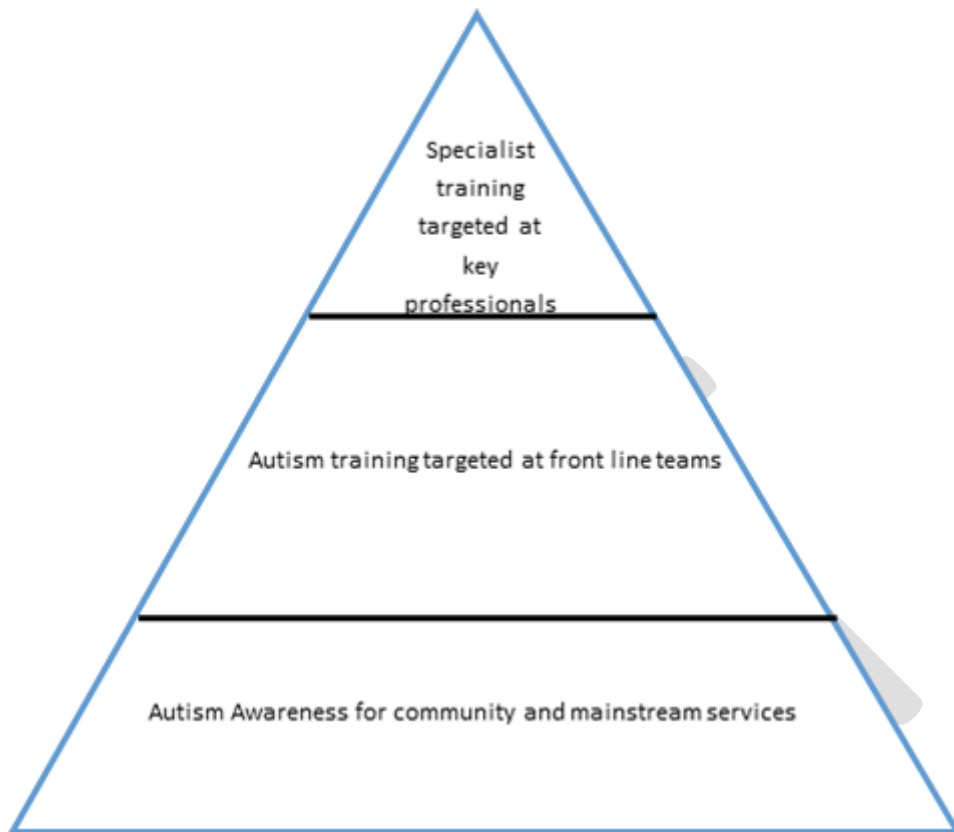 Specialist
training
targeted at
key
professionals
Autism training targeted at front line teams
Autism Awareness for community and mainstream services